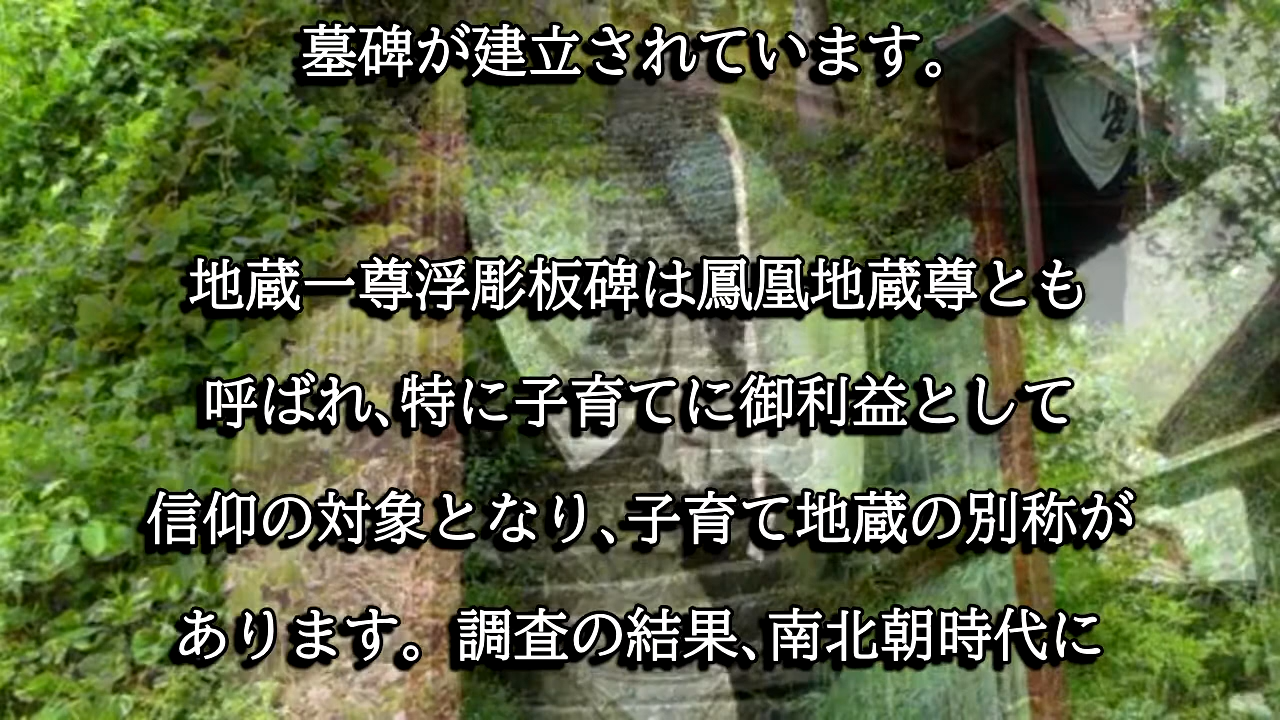 墓碑が建立されています。
地蔵一尊浮彫板碑は鳳凰地蔵尊とも
呼ばれ、特に子育てに御利益として
信仰の対象となり、子育て地蔵の別称が
あります。調査の結果、南北朝時代に